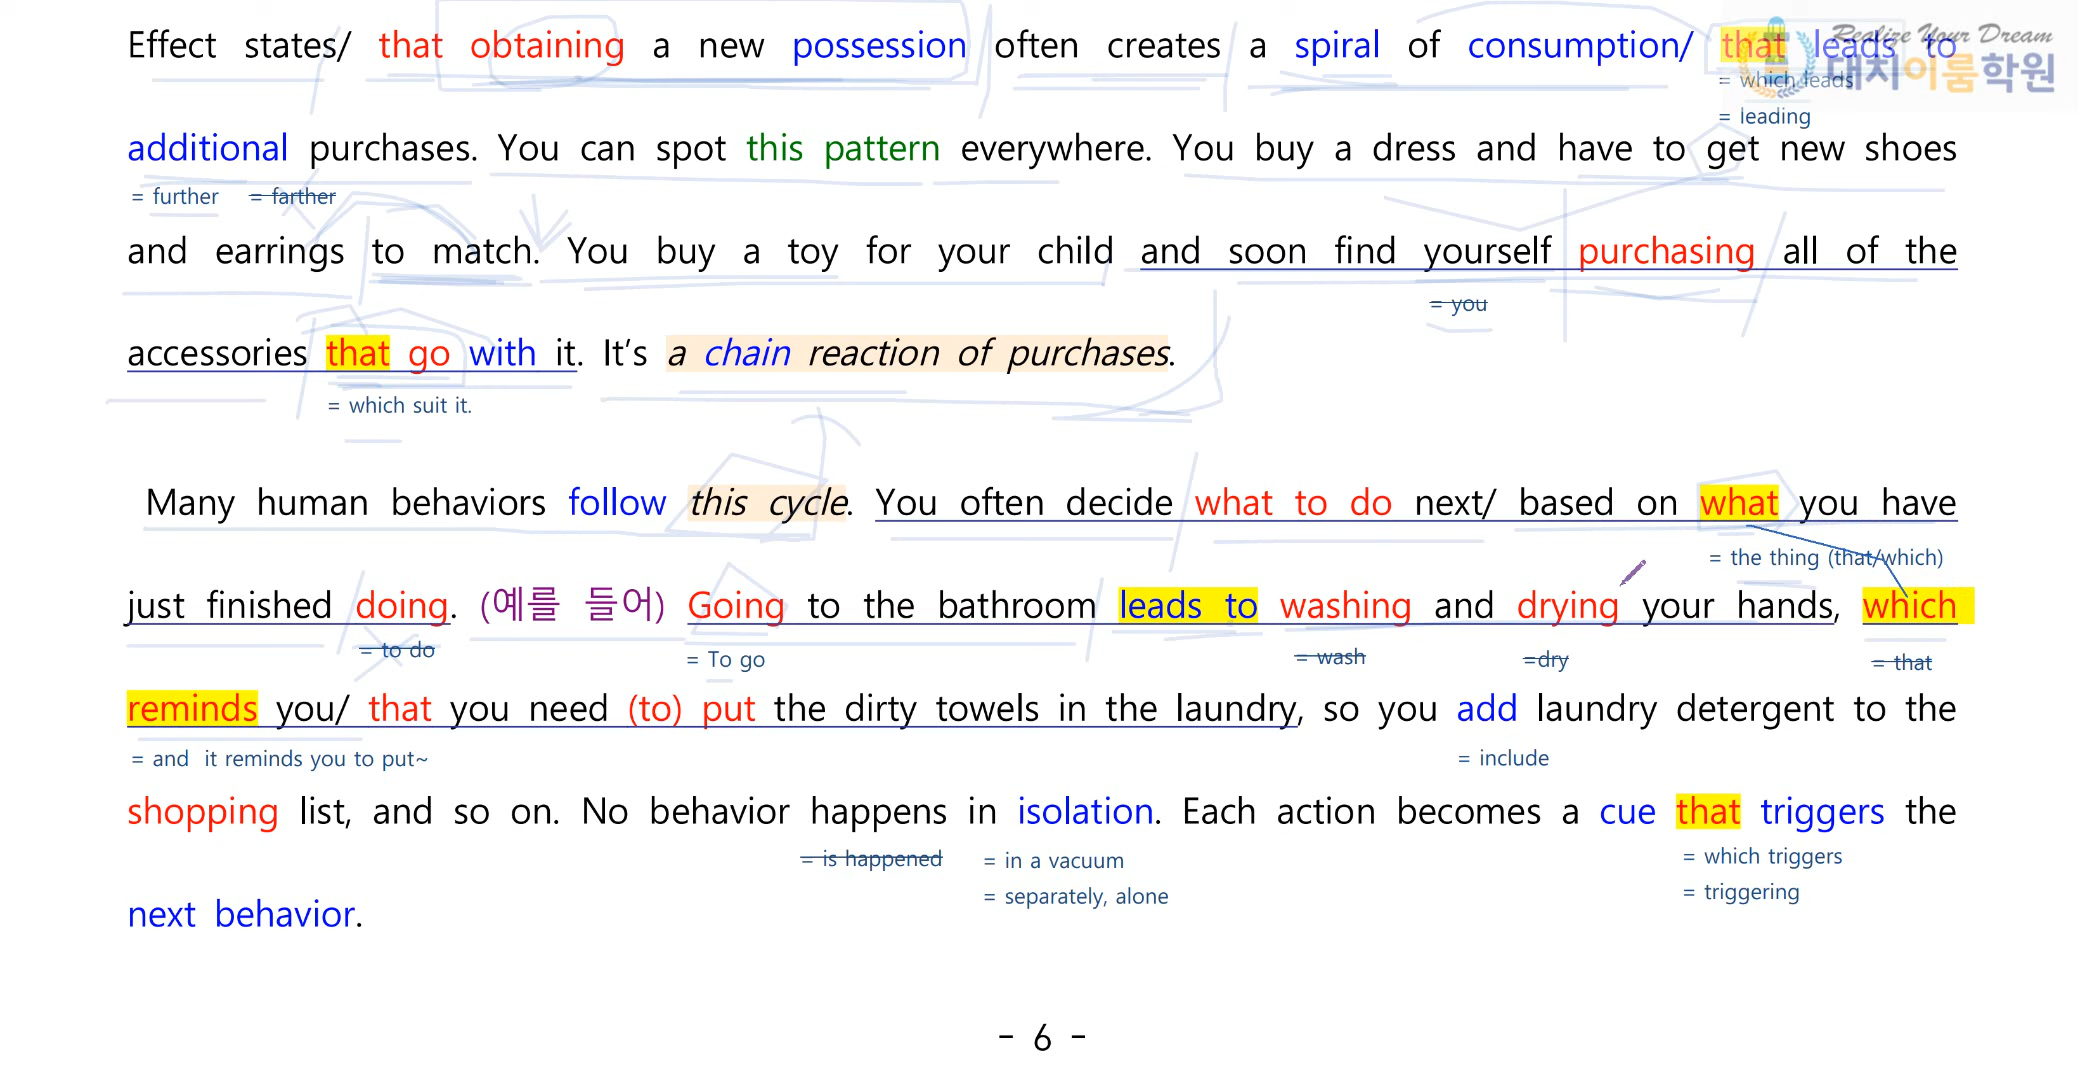 Effect states/ that obtaining a new possession often creates a spiral of consumption/ that leads to
Realize Your Dream
대치이룸학원
= which leads
= leading
additional purchases. You can spot this pattern everywhere. You buy a dress and have to get new shoes
= further = farther
and earrings to match. You buy a toy for your child and soon find yourself purchasing all of the
= you
accessories that go with it. It's a chain reaction of purchases.
= which suit it.
Many human behaviors follow this cycle. You often decide what to do next/ based on what you have
= the thing (that/which)
just finished doing. (예를 들어) Going to the bathroom leads to washing and drying your hands, which
= to do = To go = wash =dry = that
reminds you/ that you need (to) put the dirty towels in the laundry, so you add laundry detergent to the
= and it reminds you to put~ = include
shopping list, and so on. No behavior happens in isolation. Each action becomes a cue that triggers the
= is happened = in a vacuum = which triggers
= separately, alone = triggering
next behavior.
- 6 -